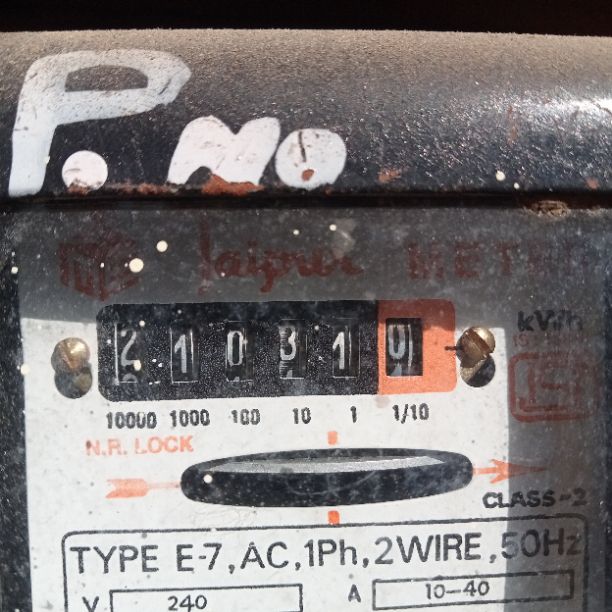 P. NO
Jaipur METER
kWh
2 1 0 3 1 0
10000 1000 100 10 1 1/10
N.R. LOCK
CLASS-2
TYPE E-7, AC, 1Ph, 2WIRE, 50Hz
V 240 A 10-40